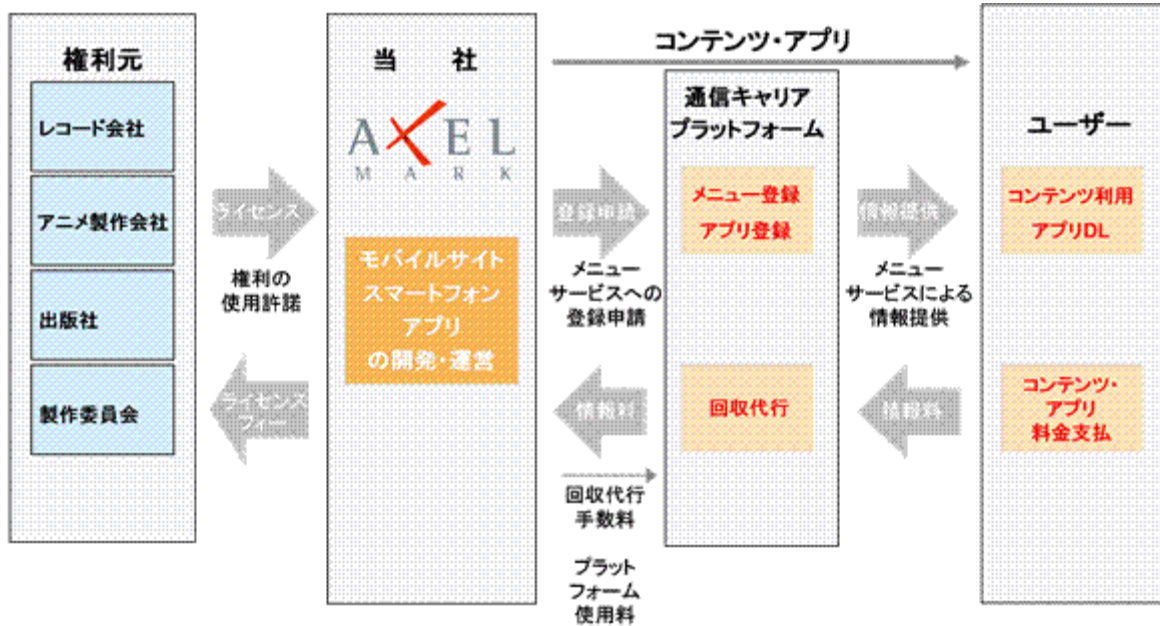 権利元
レコード会社
アニメ製作会社
出版社
製作委員会
ライセンス
権利の
使用許諾
ライセンス
フィー
当 社
AXEL
MARK
モバイルサイト
スマートフォン
アプリ
の開発・運営
コンテンツ・アプリ
登録申請
メニュー
サービスへの
登録申請
情報料
回収代行
手数料
プラット
フォーム
使用料
通信キャリア
プラットフォーム
メニュー登録
アプリ登録
回収代行
情報提供
メニュー
サービスによる
情報提供
情報料
ユーザー
コンテンツ利用
アプリDL
コンテンツ・
アプリ
料金支払